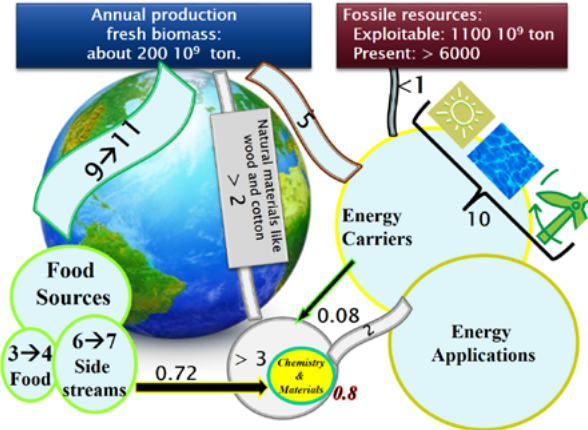 Annual production
fresh biomass:
about 200 10⁹ ton.
Fossile resources:
Exploitable: 1100 10⁹ ton
Present: > 6000
<1
5
9→11
Natural materials like
wood and cotton
> 2
10
Energy
Carriers
Food
Sources
3→4
Food
6→7
Side
streams
0.72
> 3
Chemistry
&
Materials
0.8
0.08
2
Energy
Applications